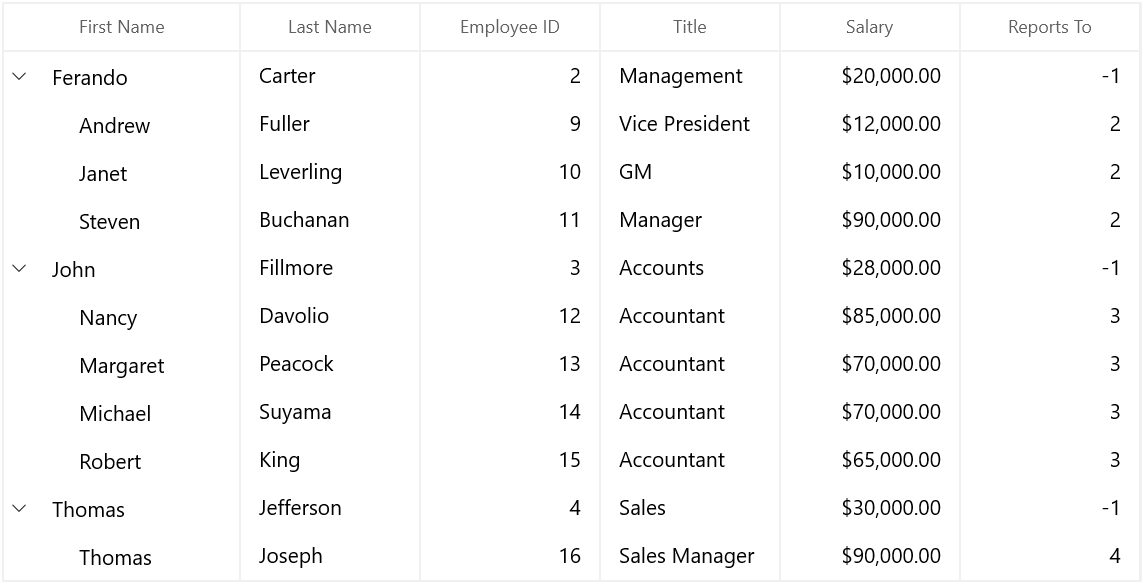 First Name Last Name Employee ID Title Salary Reports To
Ferando Carter 2 Management $20,000.00 -1
Andrew Fuller 9 Vice President $12,000.00 2
Janet Leverling 10 GM $10,000.00 2
Steven Buchanan 11 Manager $90,000.00 2
John Fillmore 3 Accounts $28,000.00 -1
Nancy Davolio 12 Accountant $85,000.00 3
Margaret Peacock 13 Accountant $70,000.00 3
Michael Suyama 14 Accountant $70,000.00 3
Robert King 15 Accountant $65,000.00 3
Thomas Jefferson 4 Sales $30,000.00 -1
Thomas Joseph 16 Sales Manager $90,000.00 4